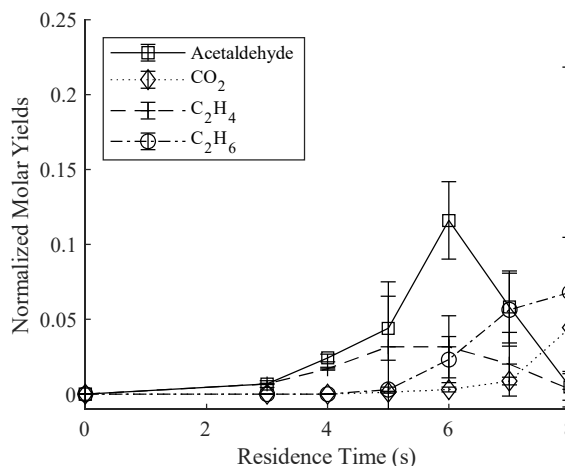 0.25
0.2
0.15
0.1
0.05
0
Normalized Molar Yields
Acetaldehyde
CO2
C2H4
C2H6
0 2 4 6 8
Residence Time (s)